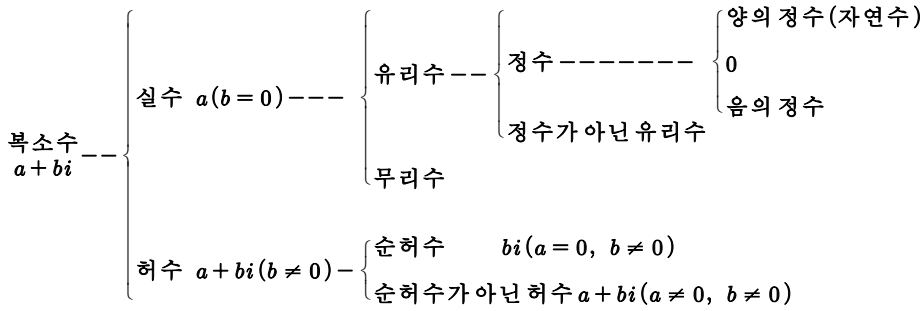 양의 정수(자연수)
유리수 -- 정수 ------- 0
실수 a(b=0)---
음의 정수
정수가 아닌 유리수
복소수
a+bi --
무리수
순허수 bi(a=0, b≠0)
허수 a+bi(b≠0)-
순허수가 아닌 허수 a+bi(a≠0, b≠0)